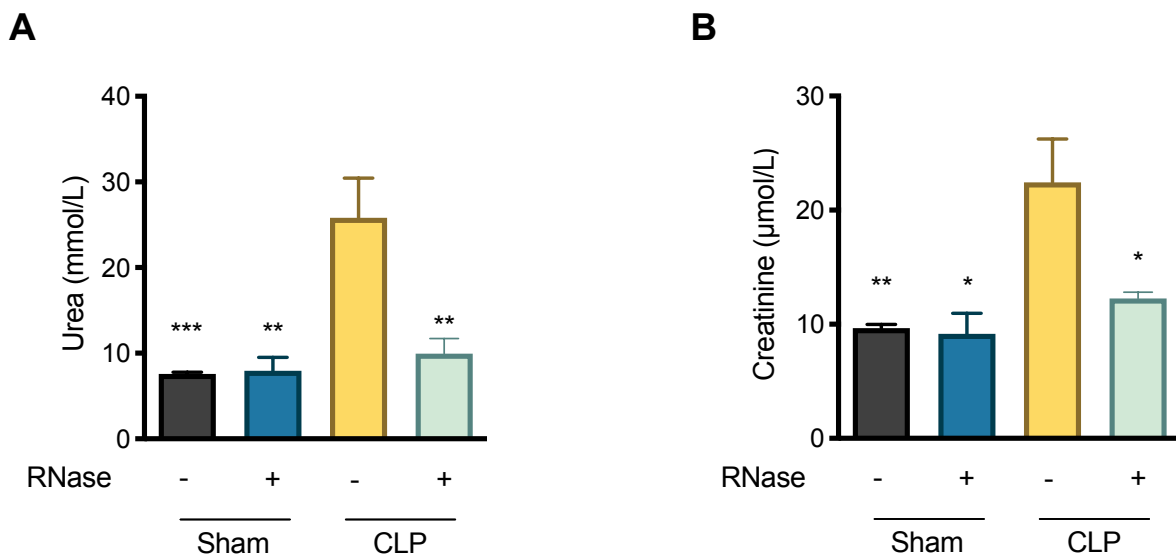 A
Urea (mmol/L)
40
30
20
10
0
***
**
**
RNase - + - +
Sham CLP
B
Creatinine (µmol/L)
30
20
10
0
**
*
*
RNase - + - +
Sham CLP